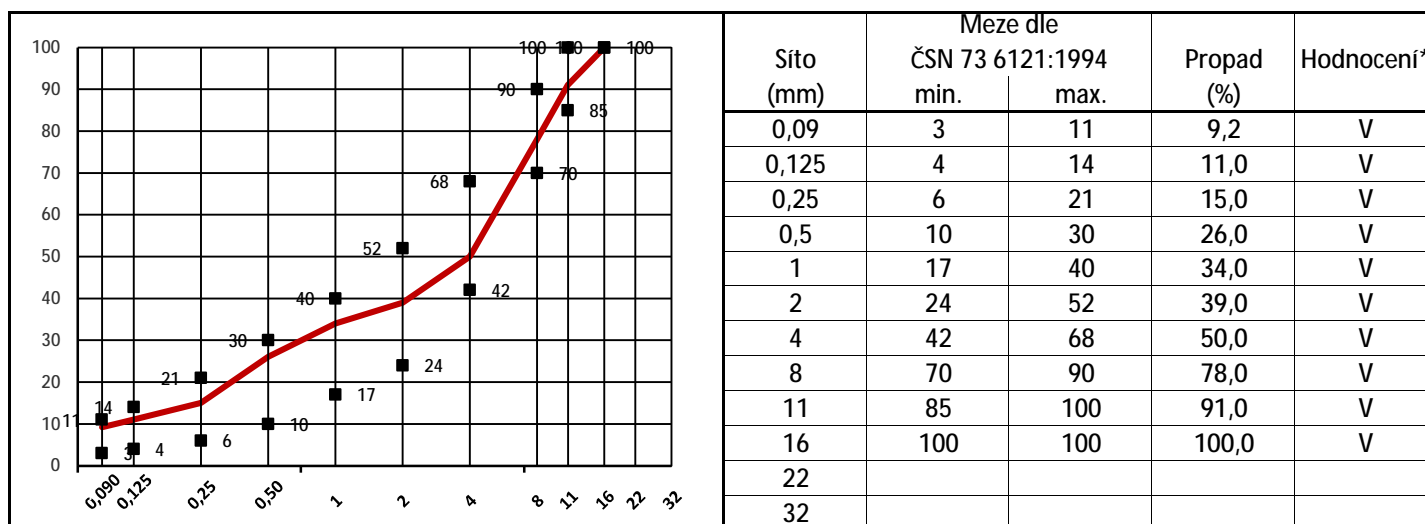 100
90
80
70
60
50
40
30
20
10
0
100 100 100
90
85
70
68
52
42
40
30
24
21
17
14
11
10
6
4
3
0,090 0,125 0,25 0,50 1 2 4 8 11 16 22 32
Meze dle
Síto ČSN 73 6121:1994 Propad Hodnocení*
(mm) min. max. (%)
0,09 3 11 9,2 V
0,125 4 14 11,0 V
0,25 6 21 15,0 V
0,5 10 30 26,0 V
1 17 40 34,0 V
2 24 52 39,0 V
4 42 68 50,0 V
8 70 90 78,0 V
11 85 100 91,0 V
16 100 100 100,0 V
22
32